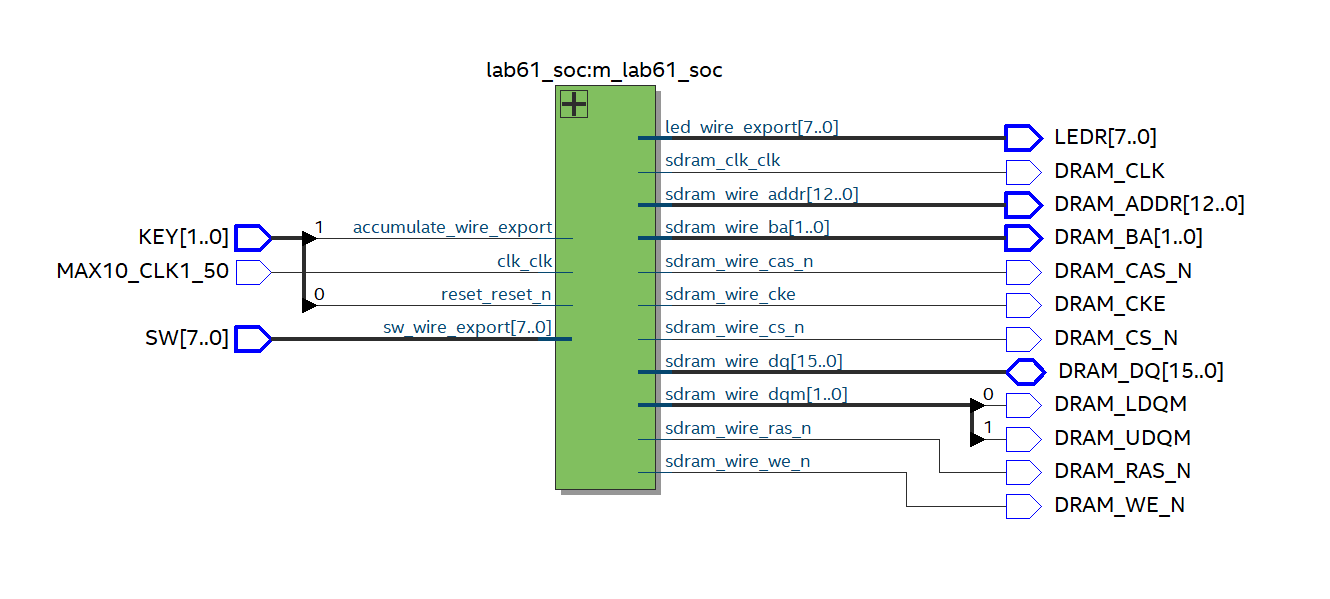 lab61_soc:m_lab61_soc
led_wire_export[7..0]
LEDR[7..0]
sdram_clk_clk
DRAM_CLK
sdram_wire_addr[12..0]
DRAM_ADDR[12..0]
KEY[1..0]
1
accumulate_wire_export
sdram_wire_ba[1..0]
DRAM_BA[1..0]
MAX10_CLK1_50
clk_clk
sdram_wire_cas_n
DRAM_CAS_N
0
reset_reset_n
sdram_wire_cke
DRAM_CKE
SW[7..0]
sw_wire_export[7..0]
sdram_wire_cs_n
DRAM_CS_N
sdram_wire_dq[15..0]
DRAM_DQ[15..0]
sdram_wire_dqm[1..0]
0
DRAM_LDQM
sdram_wire_ras_n
1
DRAM_UDQM
sdram_wire_we_n
DRAM_RAS_N
DRAM_WE_N